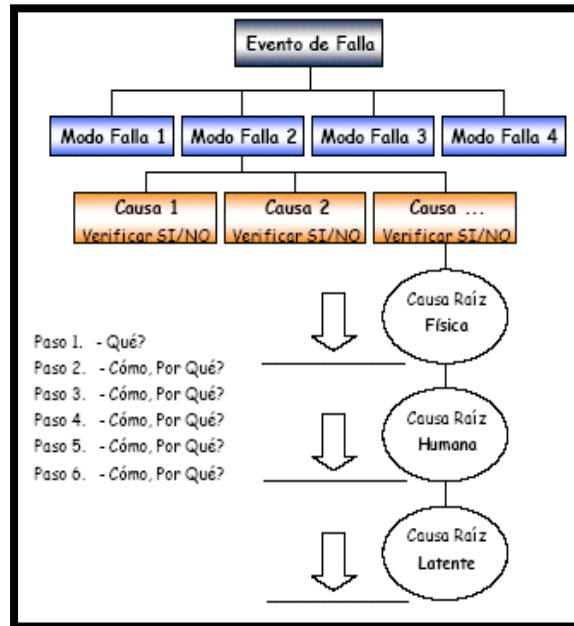 Evento de Falla
Modo Falla 1
Modo Falla 2
Modo Falla 3
Modo Falla 4
Causa 1
Verificar SI/NO
Causa 2
Verificar SI/NO
Causa ...
Verificar SI/NO
Causa Raíz
Física
Paso 1. - Qué?
Paso 2. - Cómo, Por Qué?
Paso 3. - Cómo, Por Qué?
Paso 4. - Cómo, Por Qué?
Paso 5. - Cómo, Por Qué?
Paso 6. - Cómo, Por Qué?
Causa Raíz
Humana
Causa Raíz
Latente